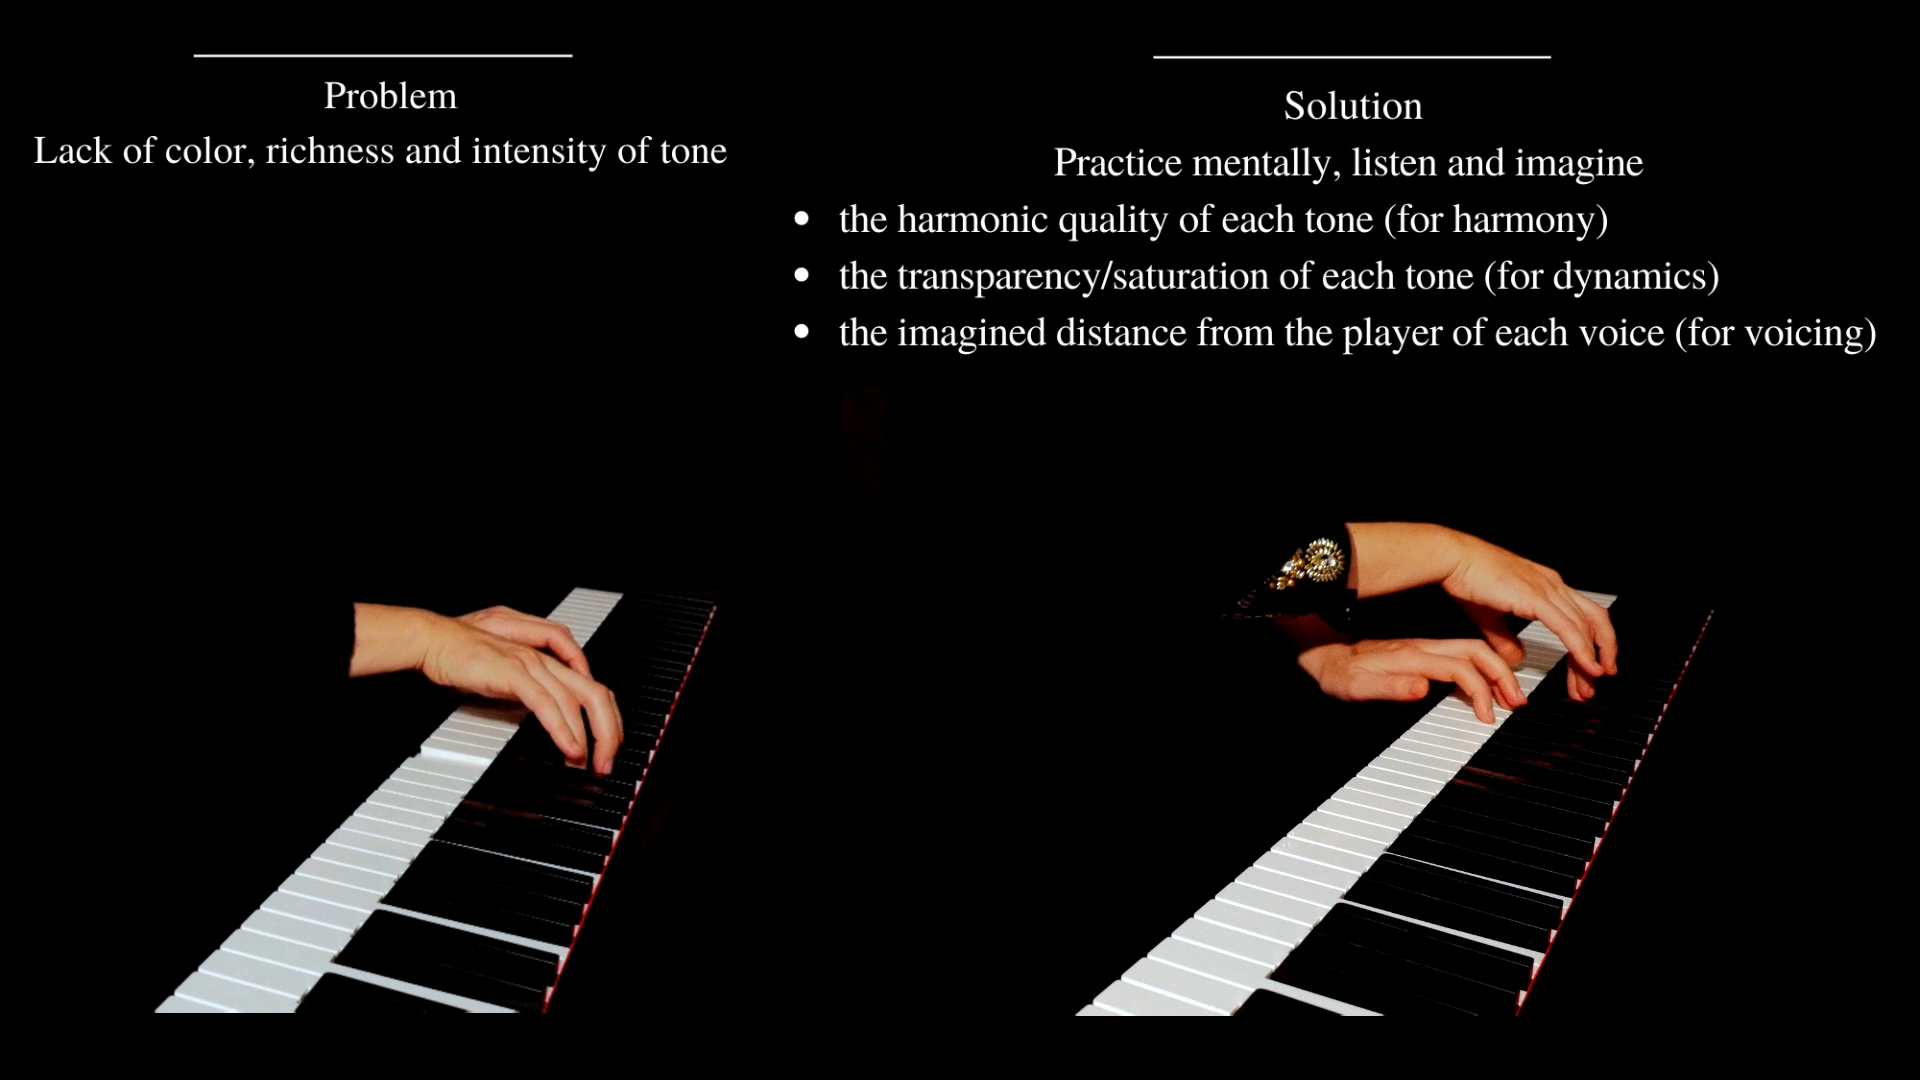 Problem
Lack of color, richness and intensity of tone
Solution
Practice mentally, listen and imagine
• the harmonic quality of each tone (for harmony)
• the transparency/saturation of each tone (for dynamics)
• the imagined distance from the player of each voice (for voicing)